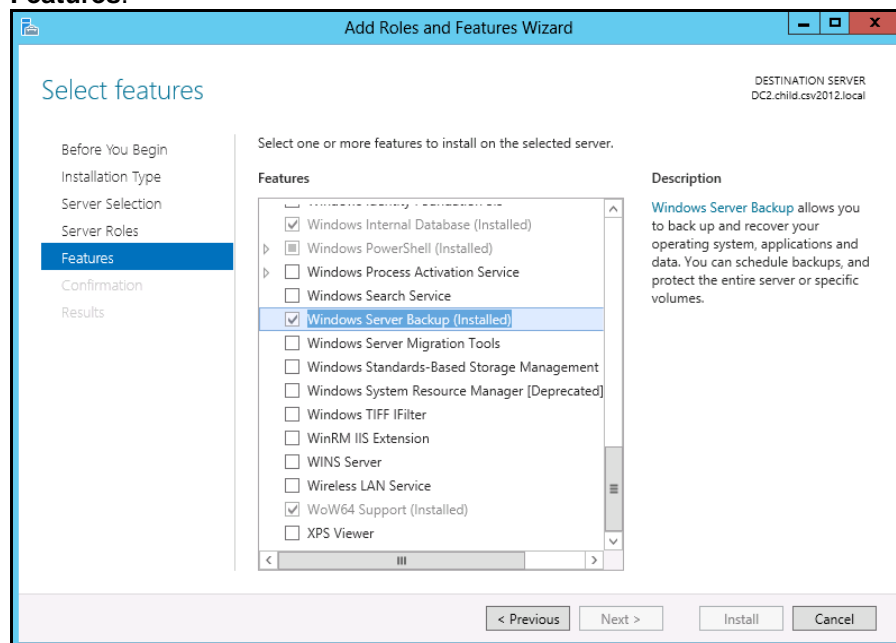 Features.
Add Roles and Features Wizard
Select features
DESTINATION SERVER
DC2.child.csv2012.local
Before You Begin
Installation Type
Server Selection
Server Roles
Features
Confirmation
Results
Select one or more features to install on the selected server.
Features
Windows Internal Database (Installed)
Windows PowerShell (Installed)
Windows Process Activation Service
Windows Search Service
Windows Server Backup (Installed)
Windows Server Migration Tools
Windows Standards-Based Storage Management
Windows System Resource Manager [Deprecated]
Windows TIFF IFilter
WinRM IIS Extension
WINS Server
Wireless LAN Service
WoW64 Support (Installed)
XPS Viewer
Description
Windows Server Backup allows you
to back up and recover your
operating system, applications and
data. You can schedule backups, and
protect the entire server or specific
volumes.
< Previous
Next >
Install
Cancel